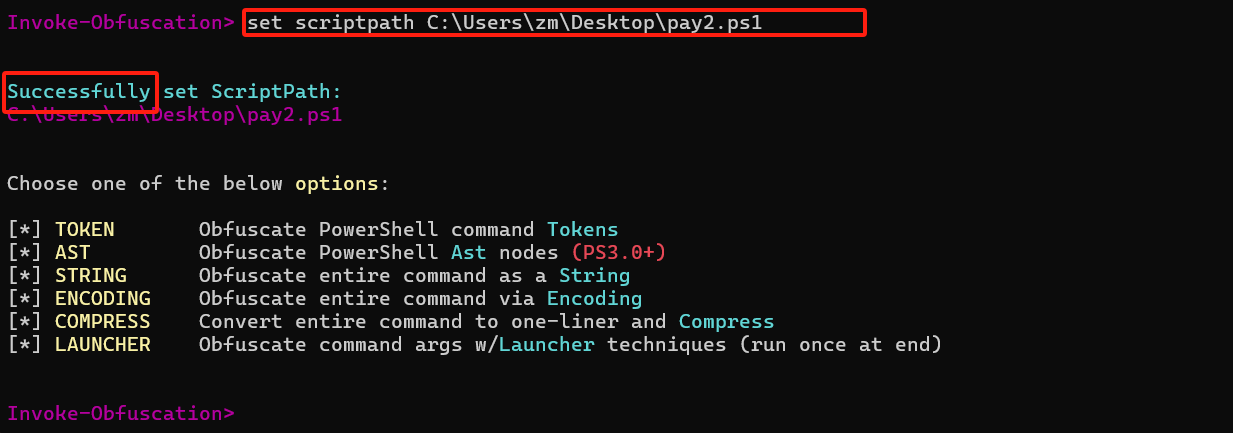 Invoke-Obfuscation> set scriptpath C:\Users\zm\Desktop\pay2.ps1
Successfully set ScriptPath:
C:\Users\zm\Desktop\pay2.ps1
Choose one of the below options:
[*] TOKEN Obfuscate PowerShell command Tokens
[*] AST Obfuscate PowerShell Ast nodes (PS3.0+)
[*] STRING Obfuscate entire command as a String
[*] ENCODING Obfuscate entire command via Encoding
[*] COMPRESS Convert entire command to one-liner and Compress
[*] LAUNCHER Obfuscate command args w/Launcher techniques (run once at end)
Invoke-Obfuscation>